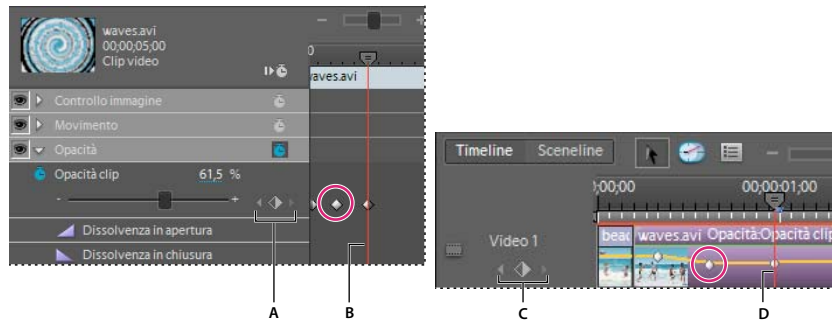 waves.avi
00;00;05;00
Clip video
waves.avi
Controllo immagine
Movimento
Opacità
Opacità clip 61,5 %
- +
Dissolvenza in apertura
Dissolvenza in chiusura
A B
Timeline Sceneline
;00;00 00;00;01;00
Video 1
beac waves.avi Opacità:Opacità clip
C D